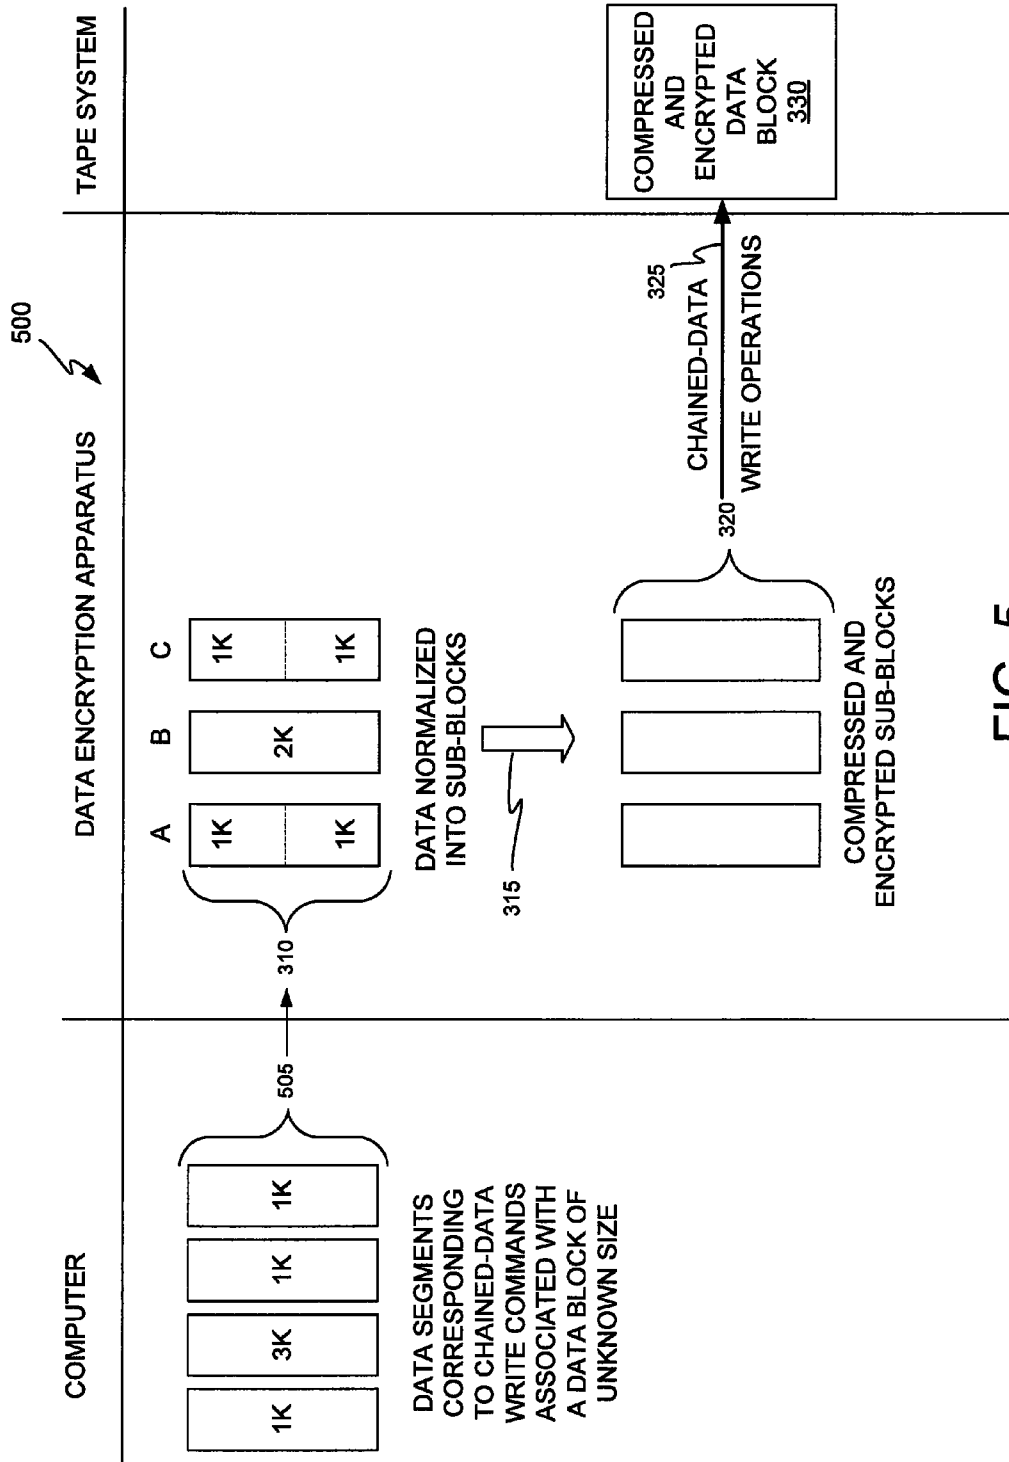 COMPUTER
DATA ENCRYPTION APPARATUS
TAPE SYSTEM
500
1K
3K
1K
1K
505
DATA SEGMENTS
CORRESPONDING
TO CHAINED-DATA
WRITE COMMANDS
ASSOCIATED WITH
A DATA BLOCK OF
UNKNOWN SIZE
310
A
B
C
1K
1K
2K
1K
1K
DATA NORMALIZED
INTO SUB-BLOCKS
315
COMPRESSED AND
ENCRYPTED SUB-BLOCKS
320
CHAINED-DATA
325
WRITE OPERATIONS
COMPRESSED
AND
ENCRYPTED
DATA
BLOCK
330